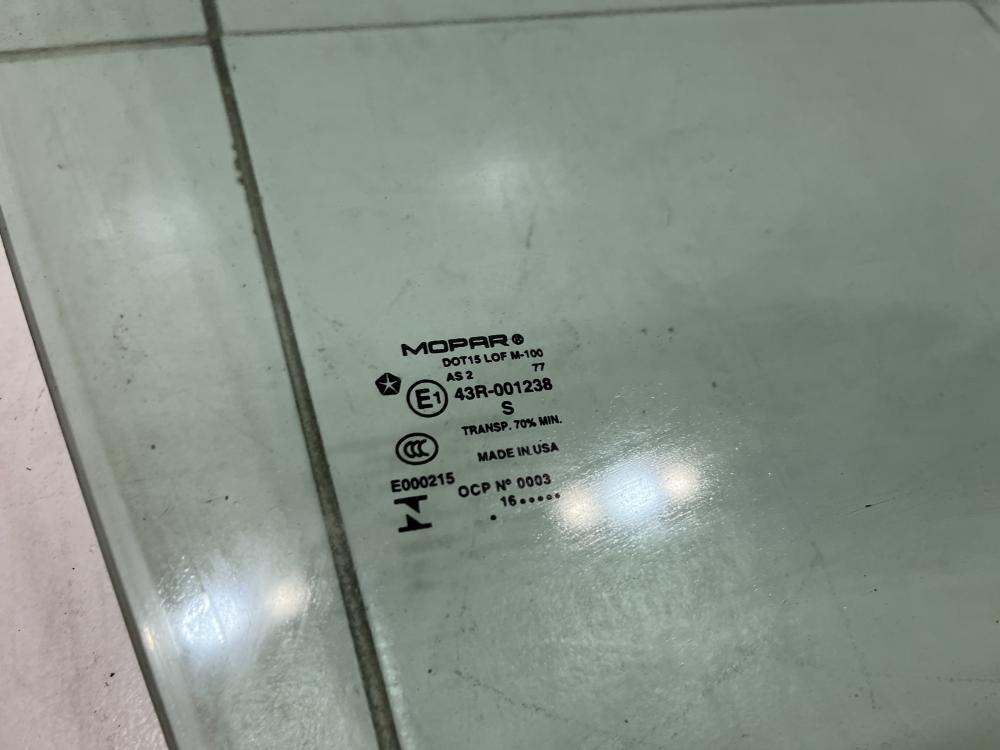 MOPAR®
DOT15 LOF M-100
AS 2 77
E1 43R-001238
S
TRANSP. 70% MIN.
CCC
MADE IN USA
E000215 OCP Nº 0003
16•••••
•